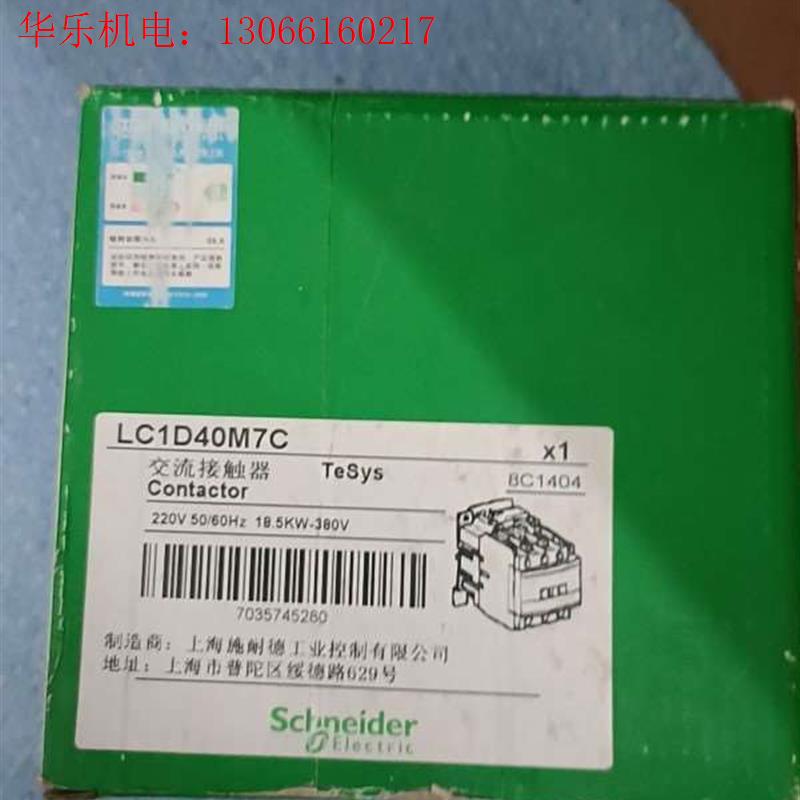 华乐机电：13066160217
LC1D40M7C
x1
交流接触器 TeSys
Contactor
8C1404
220V 50/60Hz 18.5KW-380V
7035745280
制造商：上海施耐德工业控制有限公司
地址：上海市普陀区绥德路629号
Schneider
Electric